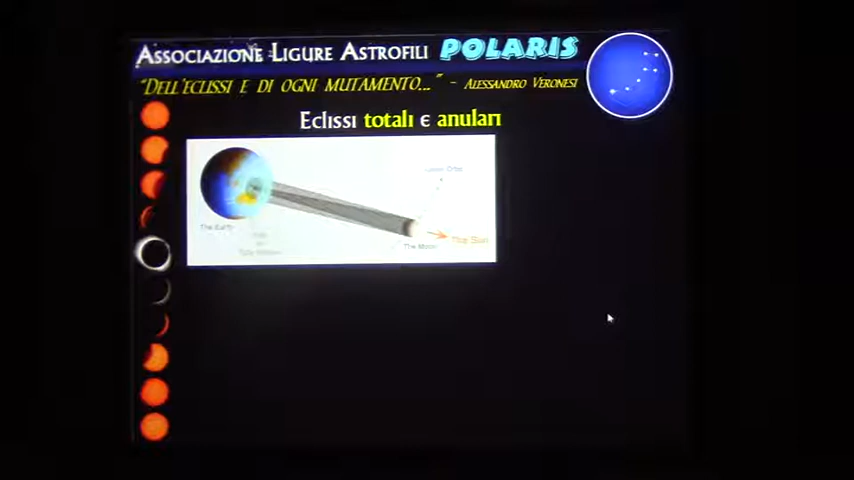 ASSOCIAZIONE LIGURE ASTROFILI POLARIS
"DELL'ECLISSI E DI OGNI MUTAMENTO..." - ALESSANDRO VERONESI
Eclissi totali e anulari
The Earth
The Moon
The Sun